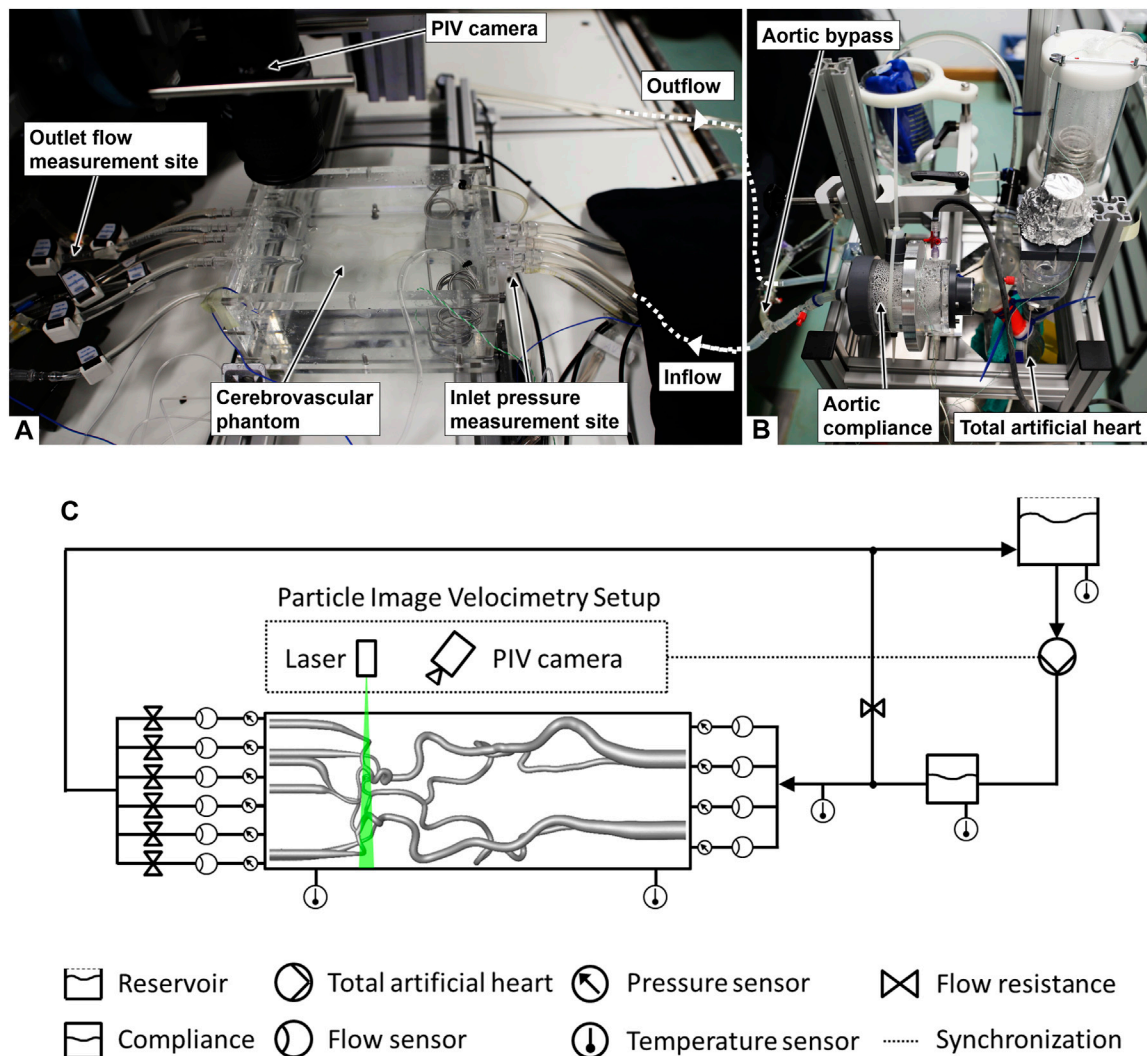 PIV camera
Outflow
Outlet flow
measurement site
Cerebrovascular
phantom
Inlet pressure
measurement site
Inflow
A
Aortic bypass
Aortic
compliance
Total artificial heart
B
C
Particle Image Velocimetry Setup
Laser
PIV camera
Reservoir
Total artificial heart
Pressure sensor
Flow resistance
Compliance
Flow sensor
Temperature sensor
Synchronization